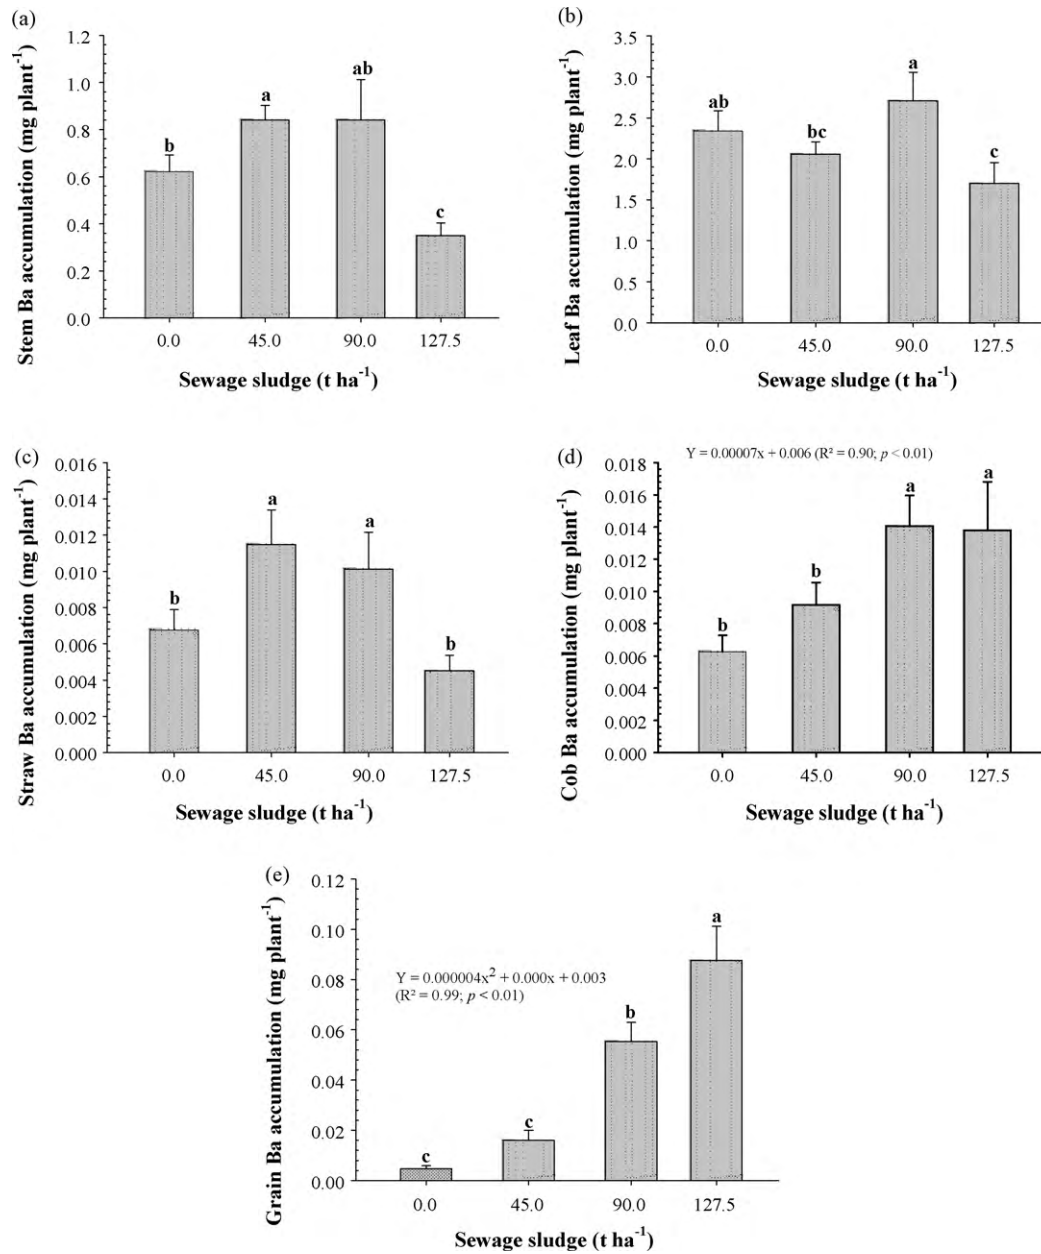 (a)
Stem Ba accumulation (mg plant⁻¹)
1.2
1.0
0.8
0.6
0.4
0.2
0.0
b
a
ab
c
0.0 45.0 90.0 127.5
Sewage sludge (t ha⁻¹)
(b)
Leaf Ba accumulation (mg plant⁻¹)
3.5
3.0
2.5
2.0
1.5
1.0
0.5
0.0
ab
bc
a
c
0.0 45.0 90.0 127.5
Sewage sludge (t ha⁻¹)
(c)
Straw Ba accumulation (mg plant⁻¹)
0.016
0.014
0.012
0.010
0.008
0.006
0.004
0.002
0.000
b
a
a
b
0.0 45.0 90.0 127.5
Sewage sludge (t ha⁻¹)
(d)
Y = 0.00007x + 0.006 (R² = 0.90; p < 0.01)
Cob Ba accumulation (mg plant⁻¹)
0.018
0.016
0.014
0.012
0.010
0.008
0.006
0.004
0.002
0.000
b
b
a
a
0.0 45.0 90.0 127.5
Sewage sludge (t ha⁻¹)
(e)
Grain Ba accumulation (mg plant⁻¹)
0.12
0.10
0.08
0.06
0.04
0.02
0.00
Y = 0.000004x² + 0.000x + 0.003
(R² = 0.99; p < 0.01)
c
c
b
a
0.0 45.0 90.0 127.5
Sewage sludge (t ha⁻¹)